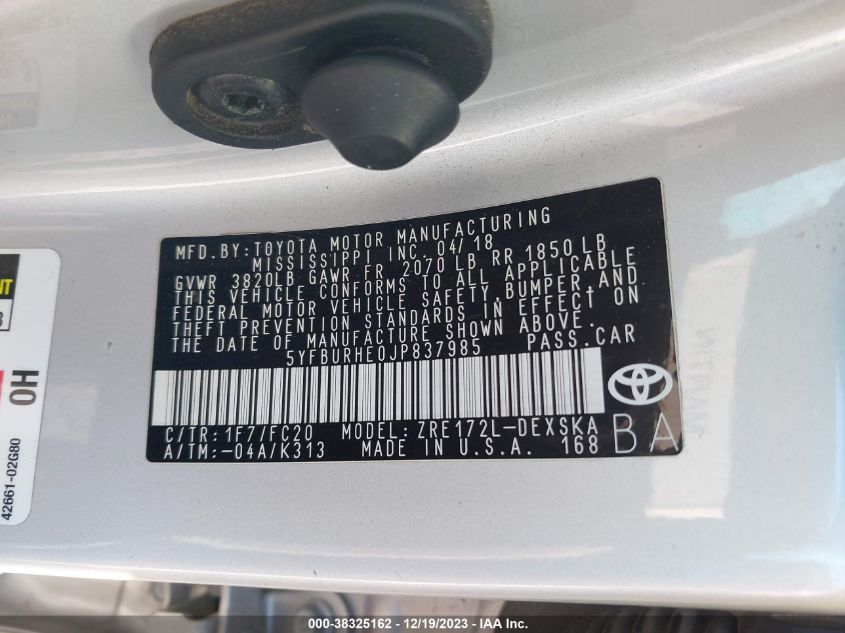 MFD.BY:TOYOTA MOTOR MANUFACTURING
MISSISSIPPI INC. 04/18
GVWR 3820LB GAWR FR 2070 LB RR 1850 LB
THIS VEHICLE CONFORMS TO ALL APPLICABLE
FEDERAL MOTOR VEHICLE SAFETY,BUMPER,AND
THEFT PREVENTION STANDARDS IN EFFECT ON
THE DATE OF MANUFACTURE SHOWN ABOVE.
5YFBURHE0JP837985 PASS.CAR
C/TR:1F7/FC20 MODEL:ZRE172L-DEXSKA
A/TM:-04A/K313 MADE IN U.S.A. 168
BA
H0
42661-02G80
000-38325162 - 12/19/2023 - IAA Inc.